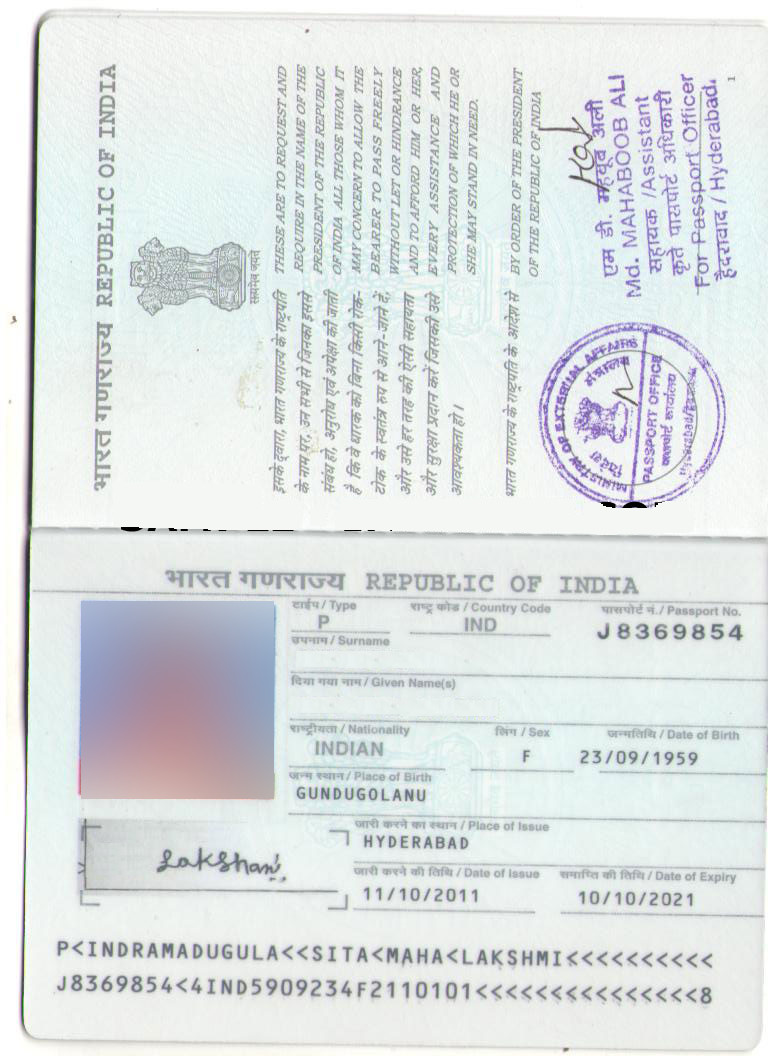 भारत गणराज्य REPUBLIC OF INDIA
सत्यमेव जयते
इसके द्वारा, भारत गणराज्य के राष्ट्रपति
के नाम पर, उन सभी से जिनका इससे
संबंध हो, अनुरोध एवं अपेक्षा की जाती
है कि वे धारक को बिना किसी रोक-
टोक के स्वतंत्र रूप से आने-जाने दें,
और उसे हर तरह की ऐसी सहायता
और सुरक्षा प्रदान करें जिसकी उसे
आवश्यकता हो।
THESE ARE TO REQUEST AND
REQUIRE IN THE NAME OF THE
PRESIDENT OF THE REPUBLIC
OF INDIA ALL THOSE WHOM IT
MAY CONCERN TO ALLOW THE
BEARER TO PASS FREELY
WITHOUT LET OR HINDRANCE
AND TO AFFORD HIM OR HER,
EVERY ASSISTANCE AND
PROTECTION OF WHICH HE OR
SHE MAY STAND IN NEED.
भारत गणराज्य के राष्ट्रपति के आदेश से
BY ORDER OF THE PRESIDENT
OF THE REPUBLIC OF INDIA
एम डी. महबूब अली
Md. MAHABOOB ALI
सहायक /Assistant
कृते पासपोर्ट अधिकारी
For Passport Officer
हैदराबाद / Hyderabad.
1
MINISTRY OF EXTERNAL AFFAIRS
विदेश मंत्रालय
PASSPORT OFFICE
पासपोर्ट कार्यालय
भारत गणराज्य REPUBLIC OF INDIA
टाईप / Type राष्ट्र कोड / Country Code पासपोर्ट नं. / Passport No.
P IND J8369854
उपनाम / Surname
दिया गया नाम / Given Name(s)
राष्ट्रीयता / Nationality लिंग / Sex जन्मतिथि / Date of Birth
INDIAN F 23/09/1959
जन्म स्थान / Place of Birth
GUNDUGOLANU
जारी करने का स्थान / Place of Issue
HYDERABAD
जारी करने की तिथि / Date of Issue समाप्ति की तिथि / Date of Expiry
11/10/2011 10/10/2021
P<INDRAMADUGULA<<SITA<MAHA<LAKSHMI<<<<<<<<<<
J8369854<4IND5909234F2110101<<<<<<<<<<<<<<<8